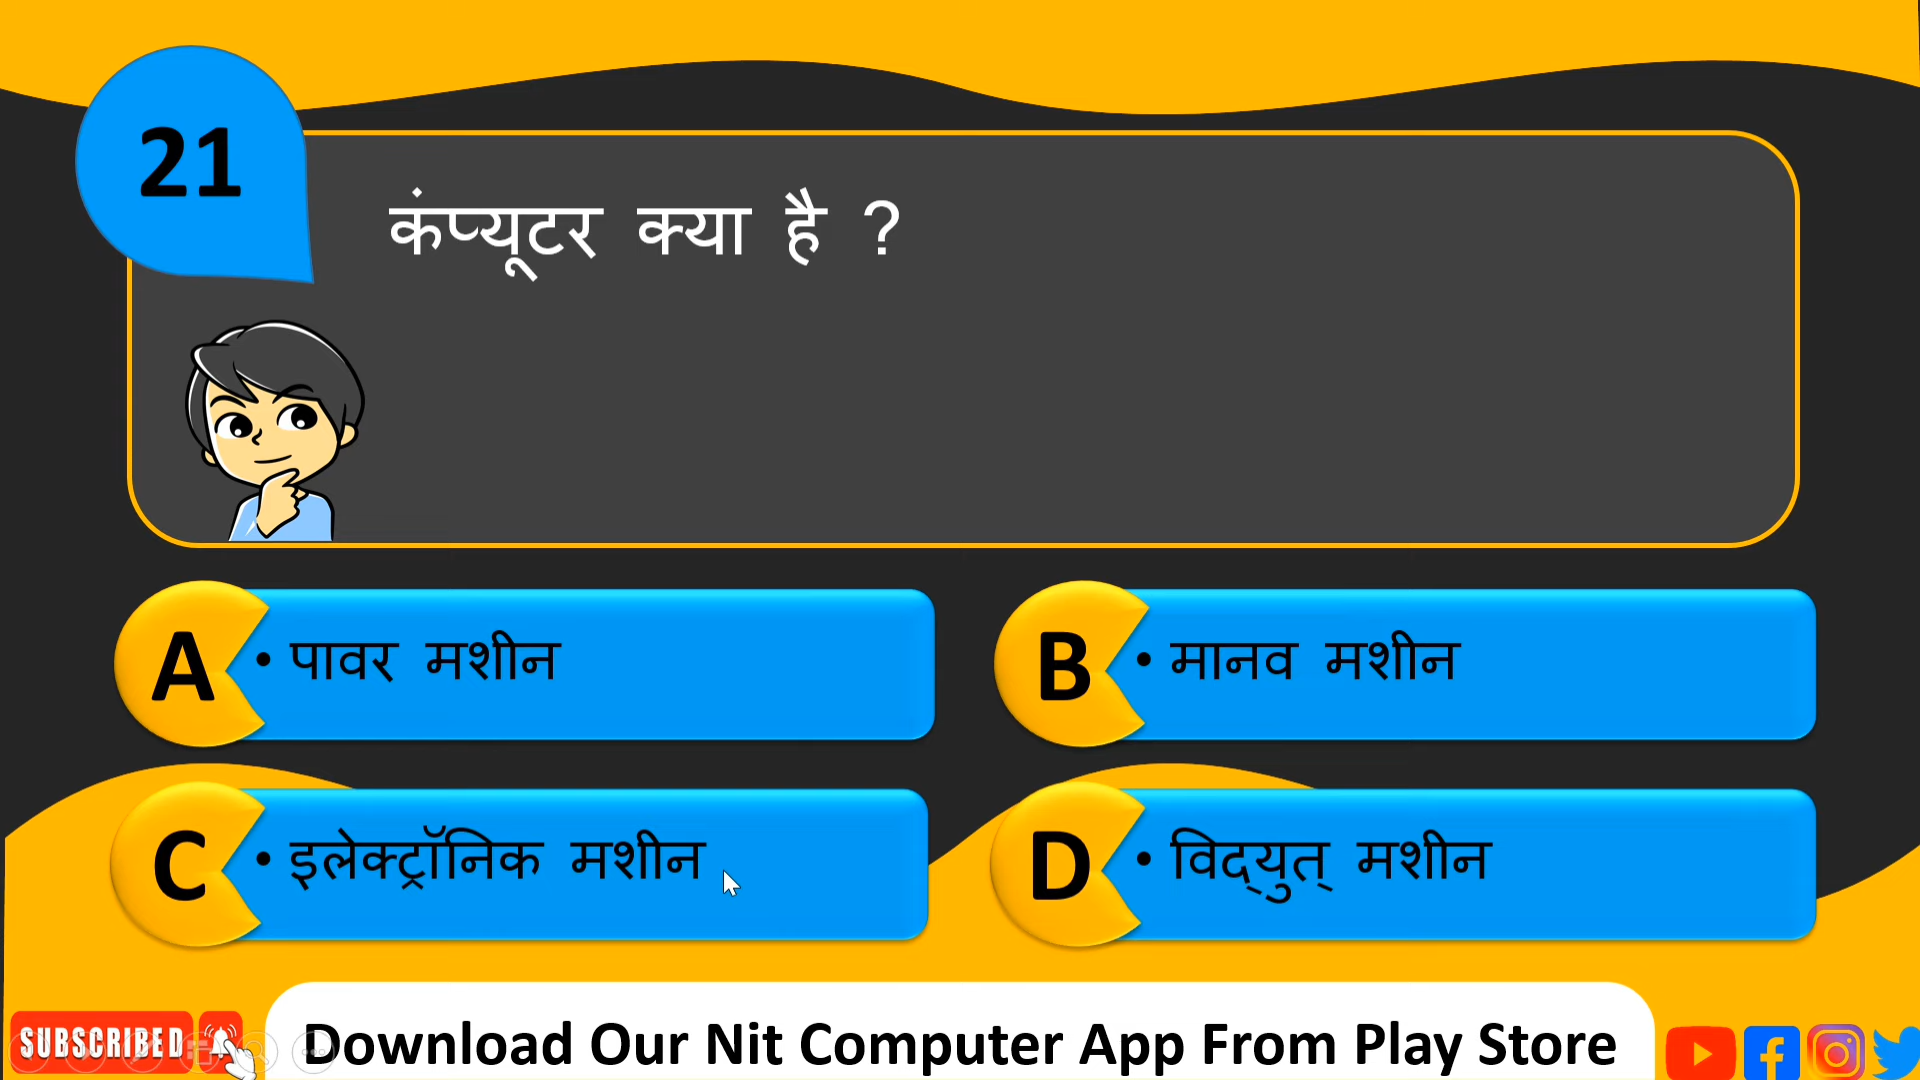 21
कंप्यूटर क्या है ?
A • पावर मशीन
B • मानव मशीन
C • इलेक्ट्रॉनिक मशीन
D • विद्युत् मशीन
SUBSCRIBED
Download Our Nit Computer App From Play Store